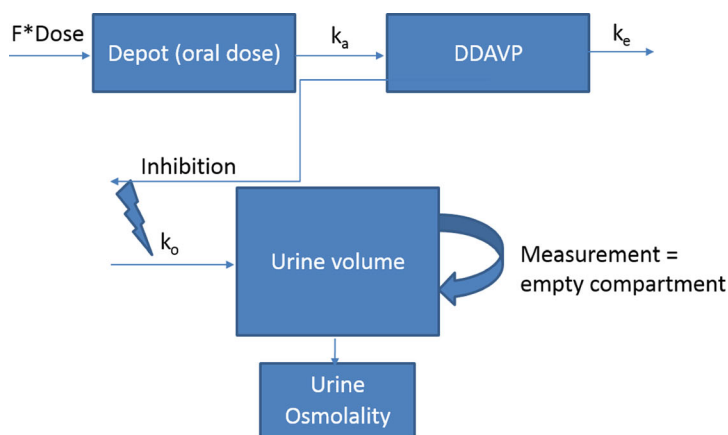 F*Dose
Depot (oral dose)
kₐ
DDAVP
kₑ
Inhibition
kₒ
Urine volume
Measurement =
empty compartment
Urine
Osmolality